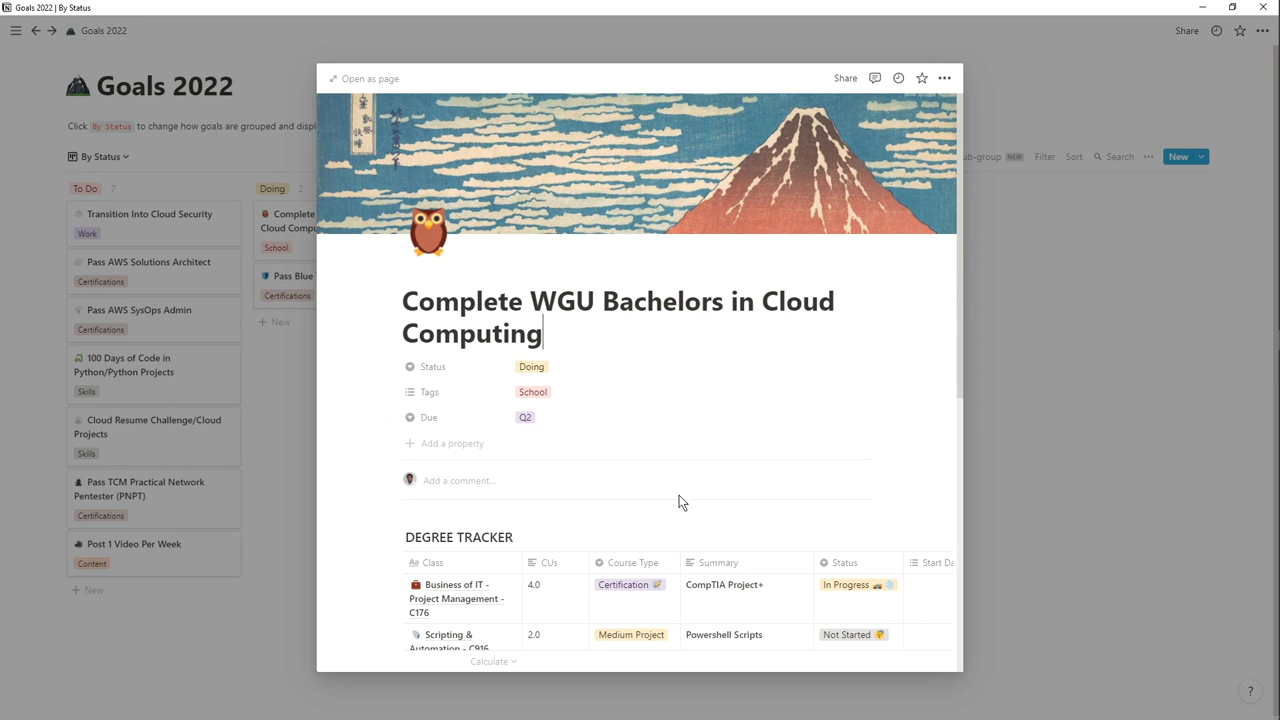 Goals 2022 | By Status
Goals 2022
Share
Goals 2022
Click By Status to change how goals are grouped and displ
By Status
ub-group NEW Filter Sort Search New
To Do 7
Transition Into Cloud Security
Work
Pass AWS Solutions Architect
Certifications
Pass AWS SysOps Admin
Certifications
100 Days of Code in
Python/Python Projects
Skills
Cloud Resume Challenge/Cloud
Projects
Skills
Pass TCM Practical Network
Pentester (PNPT)
Certifications
Post 1 Video Per Week
Content
+ New
Doing 2
Complete
Cloud Compu
School
Pass Blue
Certifications
+ New
Open as page
Share
Complete WGU Bachelors in Cloud
Computing
Status Doing
Tags School
Due Q2
+ Add a property
Add a comment...
DEGREE TRACKER
Aa Class CUs Course Type Summary Status Start Da
Business of IT -
Project Management -
C176
4.0 Certification CompTIA Project+ In Progress
Scripting &
Automation - C916
2.0 Medium Project Powershell Scripts Not Started
Calculate
?